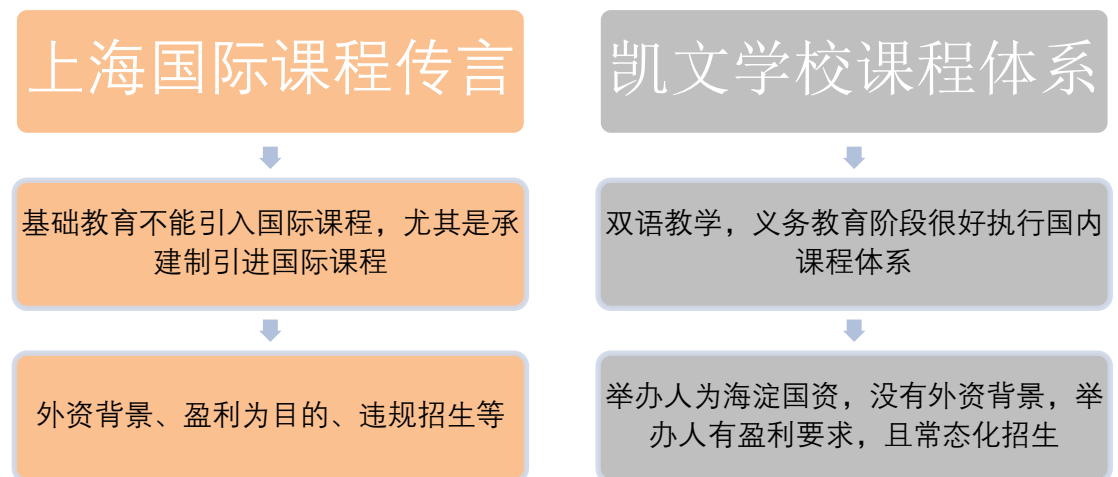 上海国际课程传言
基础教育不能引入国际课程，尤其是承
建制引进国际课程
外资背景、盈利为目的、违规招生等
凯文学校课程体系
双语教学，义务教育阶段很好执行国内
课程体系
举办人为海淀国资，没有外资背景，举
办人有盈利要求，且常态化招生